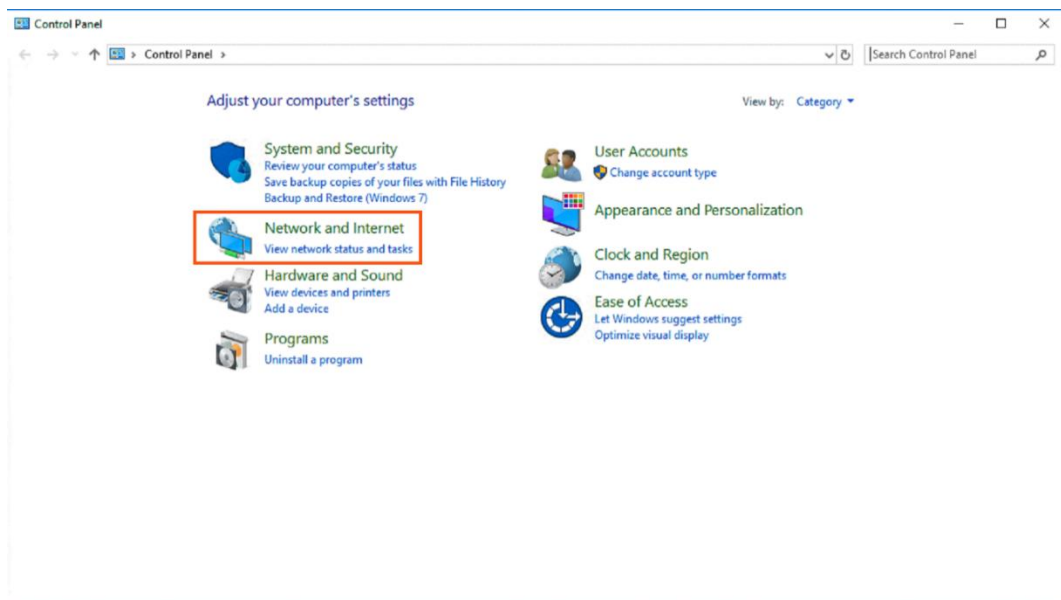 Control Panel
Control Panel
Search Control Panel
Adjust your computer's settings
View by: Category
System and Security
Review your computer's status
Save backup copies of your files with File History
Backup and Restore (Windows 7)
Network and Internet
View network status and tasks
Hardware and Sound
View devices and printers
Add a device
Programs
Uninstall a program
User Accounts
Change account type
Appearance and Personalization
Clock and Region
Change date, time, or number formats
Ease of Access
Let Windows suggest settings
Optimize visual display